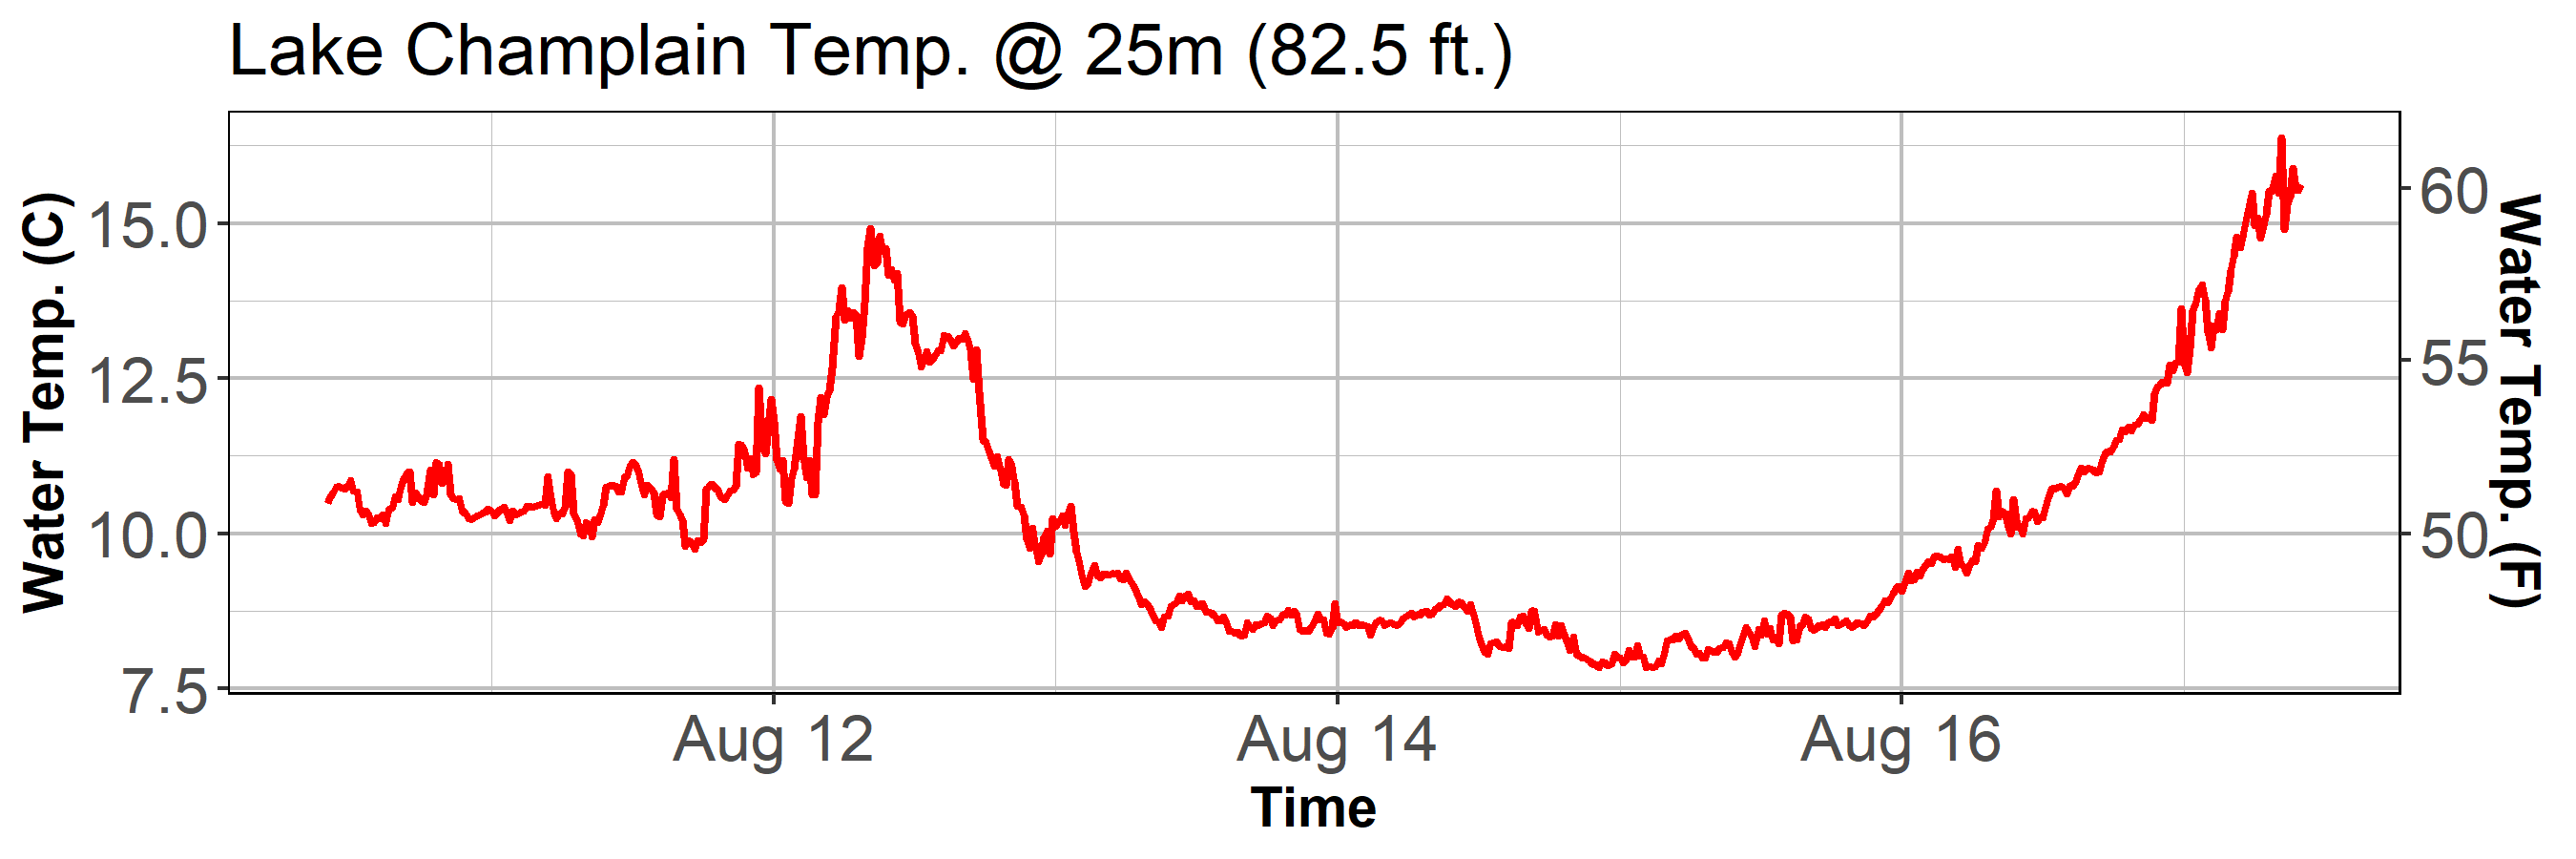 Lake Champlain Temp. @ 25m (82.5 ft.)
Water Temp. (C)
15.0
12.5
10.0
7.5
60
55
50
Water Temp. (F)
Aug 12
Aug 14
Aug 16
Time